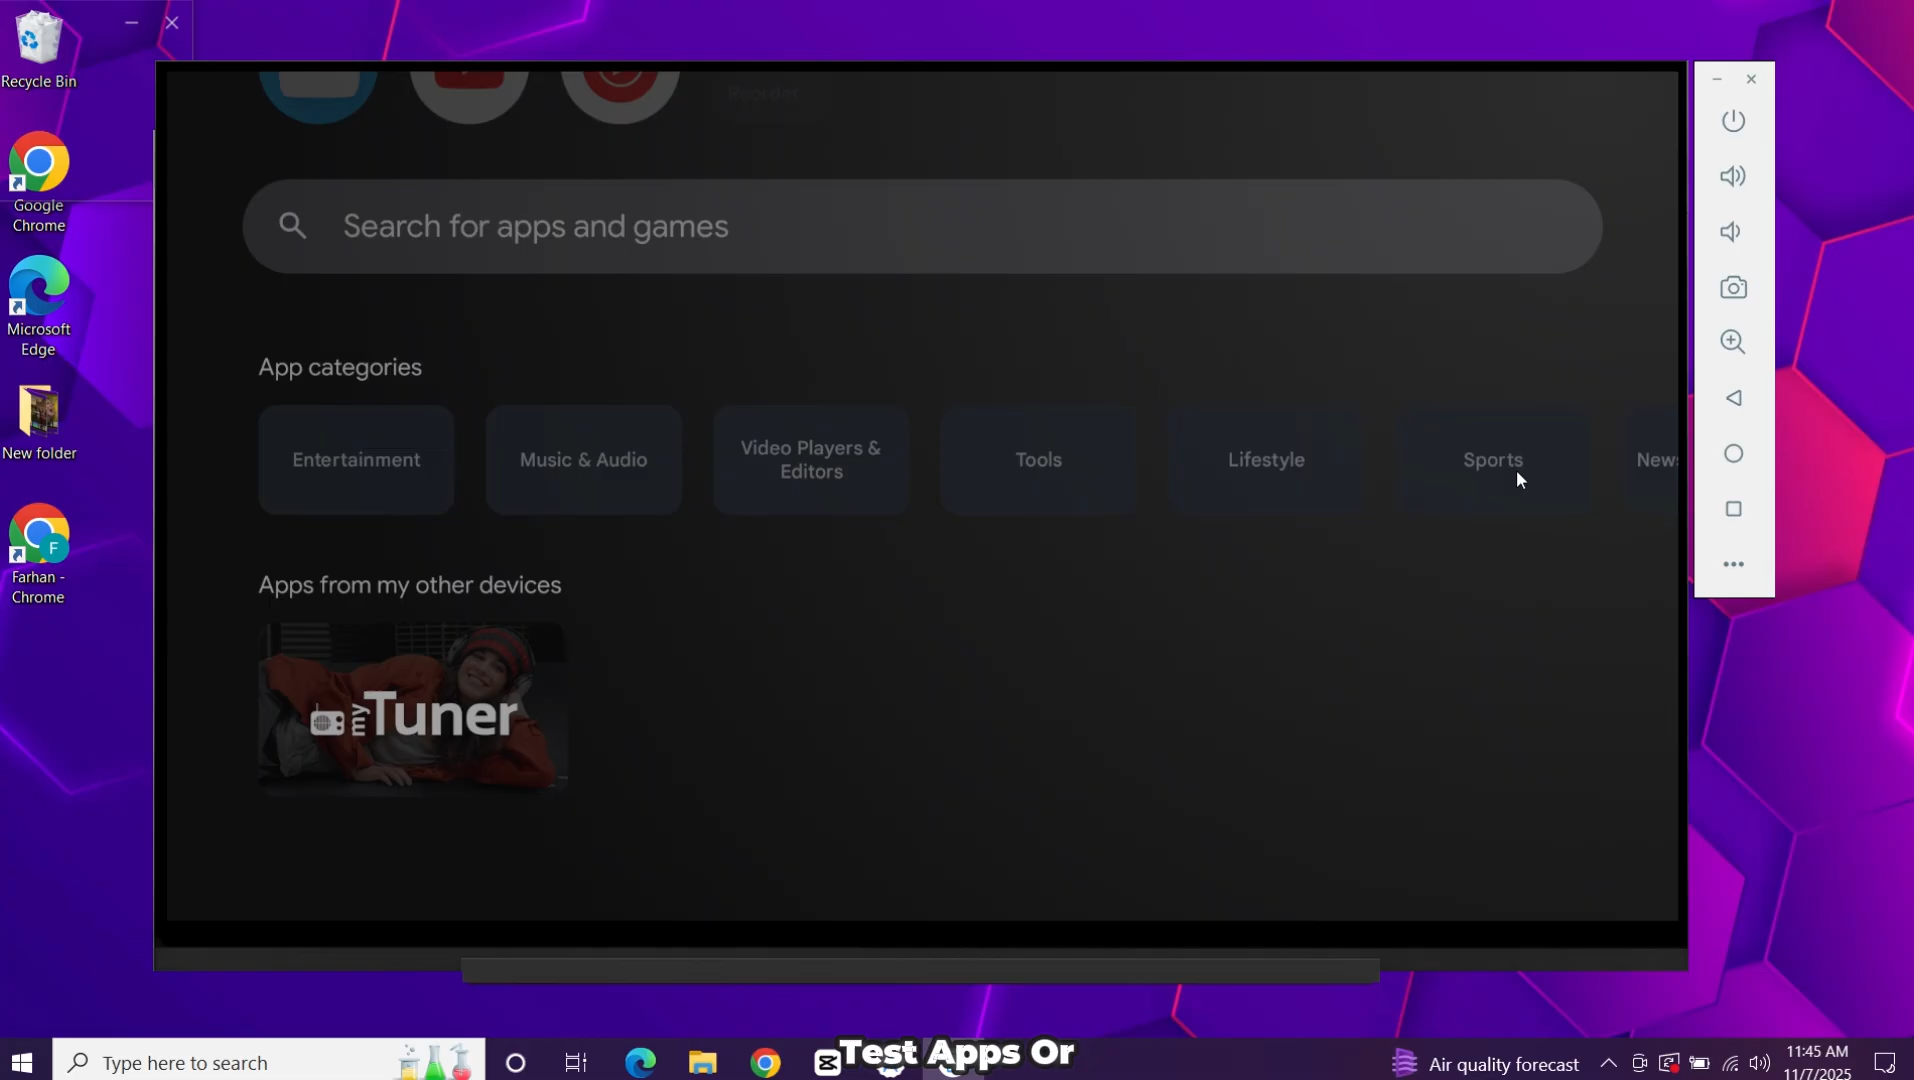 Recycle Bin
Google
Chrome
Microsoft
Edge
New folder
F
Farhan -
Chrome
Reorder
Search for apps and games
App categories
Entertainment
Music & Audio
Video Players &
Editors
Tools
Lifestyle
Sports
News
Apps from my other devices
myTuner
Type here to search
Test Apps Or
Air quality forecast
11:45 AM
11/7/2025